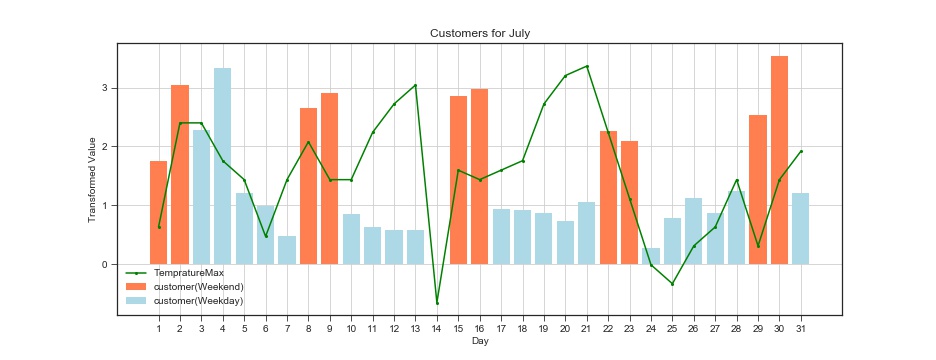 Customers for July
Transformed Value
3
2
1
0
TempratureMax
customer(Weekend)
customer(Weekday)
1 2 3 4 5 6 7 8 9 10 11 12 13 14 15 16 17 18 19 20 21 22 23 24 25 26 27 28 29 30 31
Day